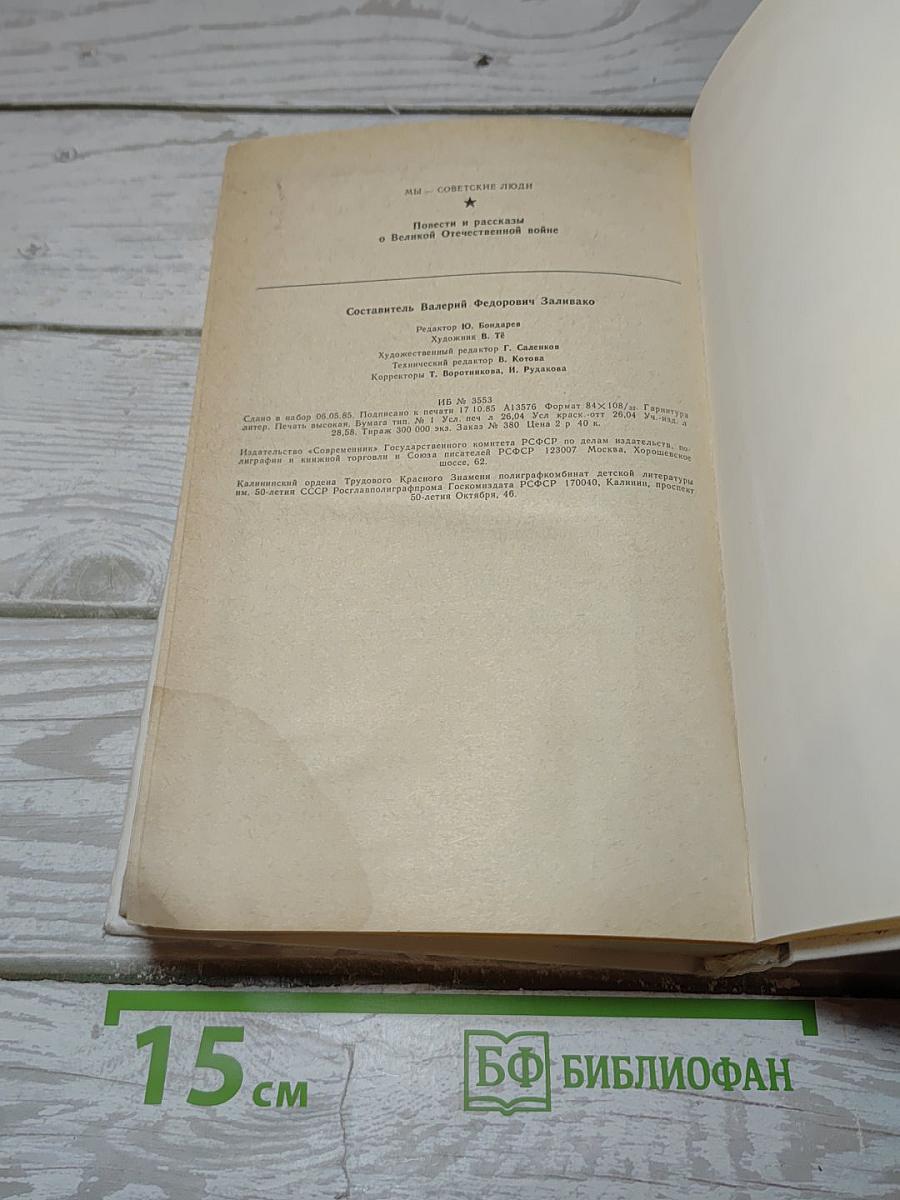 МЫ — СОВЕТСКИЕ ЛЮДИ
Повести и рассказы
о Великой Отечественной войне
Составитель Валерий Федорович Заливако
Редактор Ю. Бондарев
Художник В. Тё
Художественный редактор Г. Саленков
Технический редактор В. Котова
Корректоры Т. Воротникова, И. Рудакова
ИБ № 3553
Сдано в набор 06.05.85. Подписано к печати 17 10.85 А13576 Формат 84×108/32. Гарнитура
литер. Печать высокая. Бумага тип. № 1 Усл. печ л 26,04 Усл краск.-отт 26,04 Уч.-изд. л
28,58. Тираж 300 000 экз. Заказ № 380 Цена 2 р 40 к.
Издательство «Современник» Государственного комитета РСФСР по делам издательств, по-
лиграфии и книжной торговли и Союза писателей РСФСР 123007 Москва, Хорошевское
шоссе, 62.
Калининский ордена Трудового Красного Знамени полиграфкомбинат детской литературы
им. 50-летия СССР Росглавполиграфпрома Госкомиздата РСФСР 170040, Калинин, проспект
50-летия Октября, 46.
15 см
БФ БИБЛИОФАН